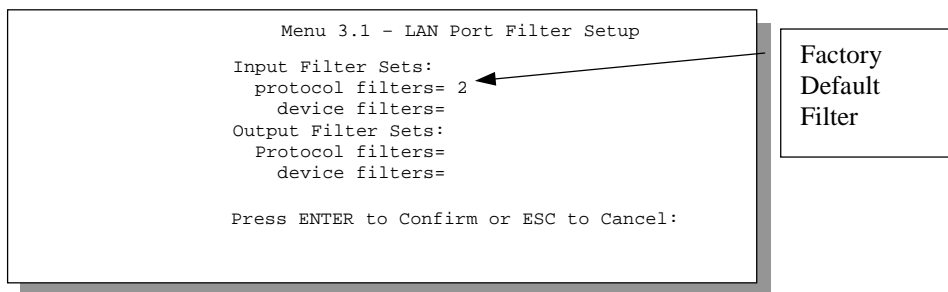 Menu 3.1 – LAN Port Filter Setup
Input Filter Sets:
protocol filters= 2
device filters=
Output Filter Sets:
Protocol filters=
device filters=
Press ENTER to Confirm or ESC to Cancel:
Factory
Default
Filter